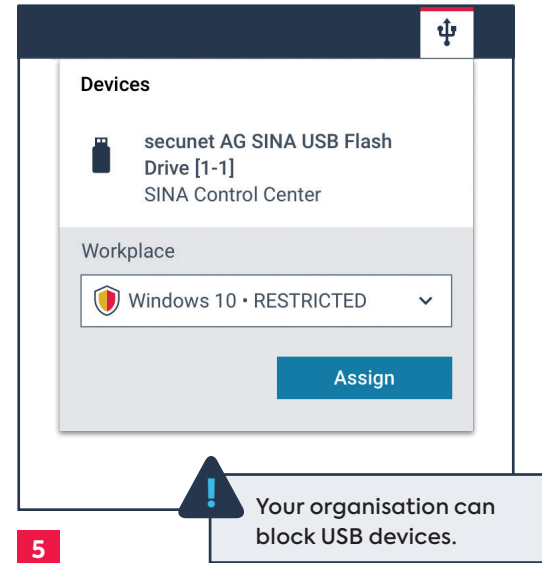 Devices
secunet AG SINA USB Flash
Drive [1-1]
SINA Control Center
Workplace
Windows 10 • RESTRICTED
Assign
!
Your organisation can
block USB devices.
5